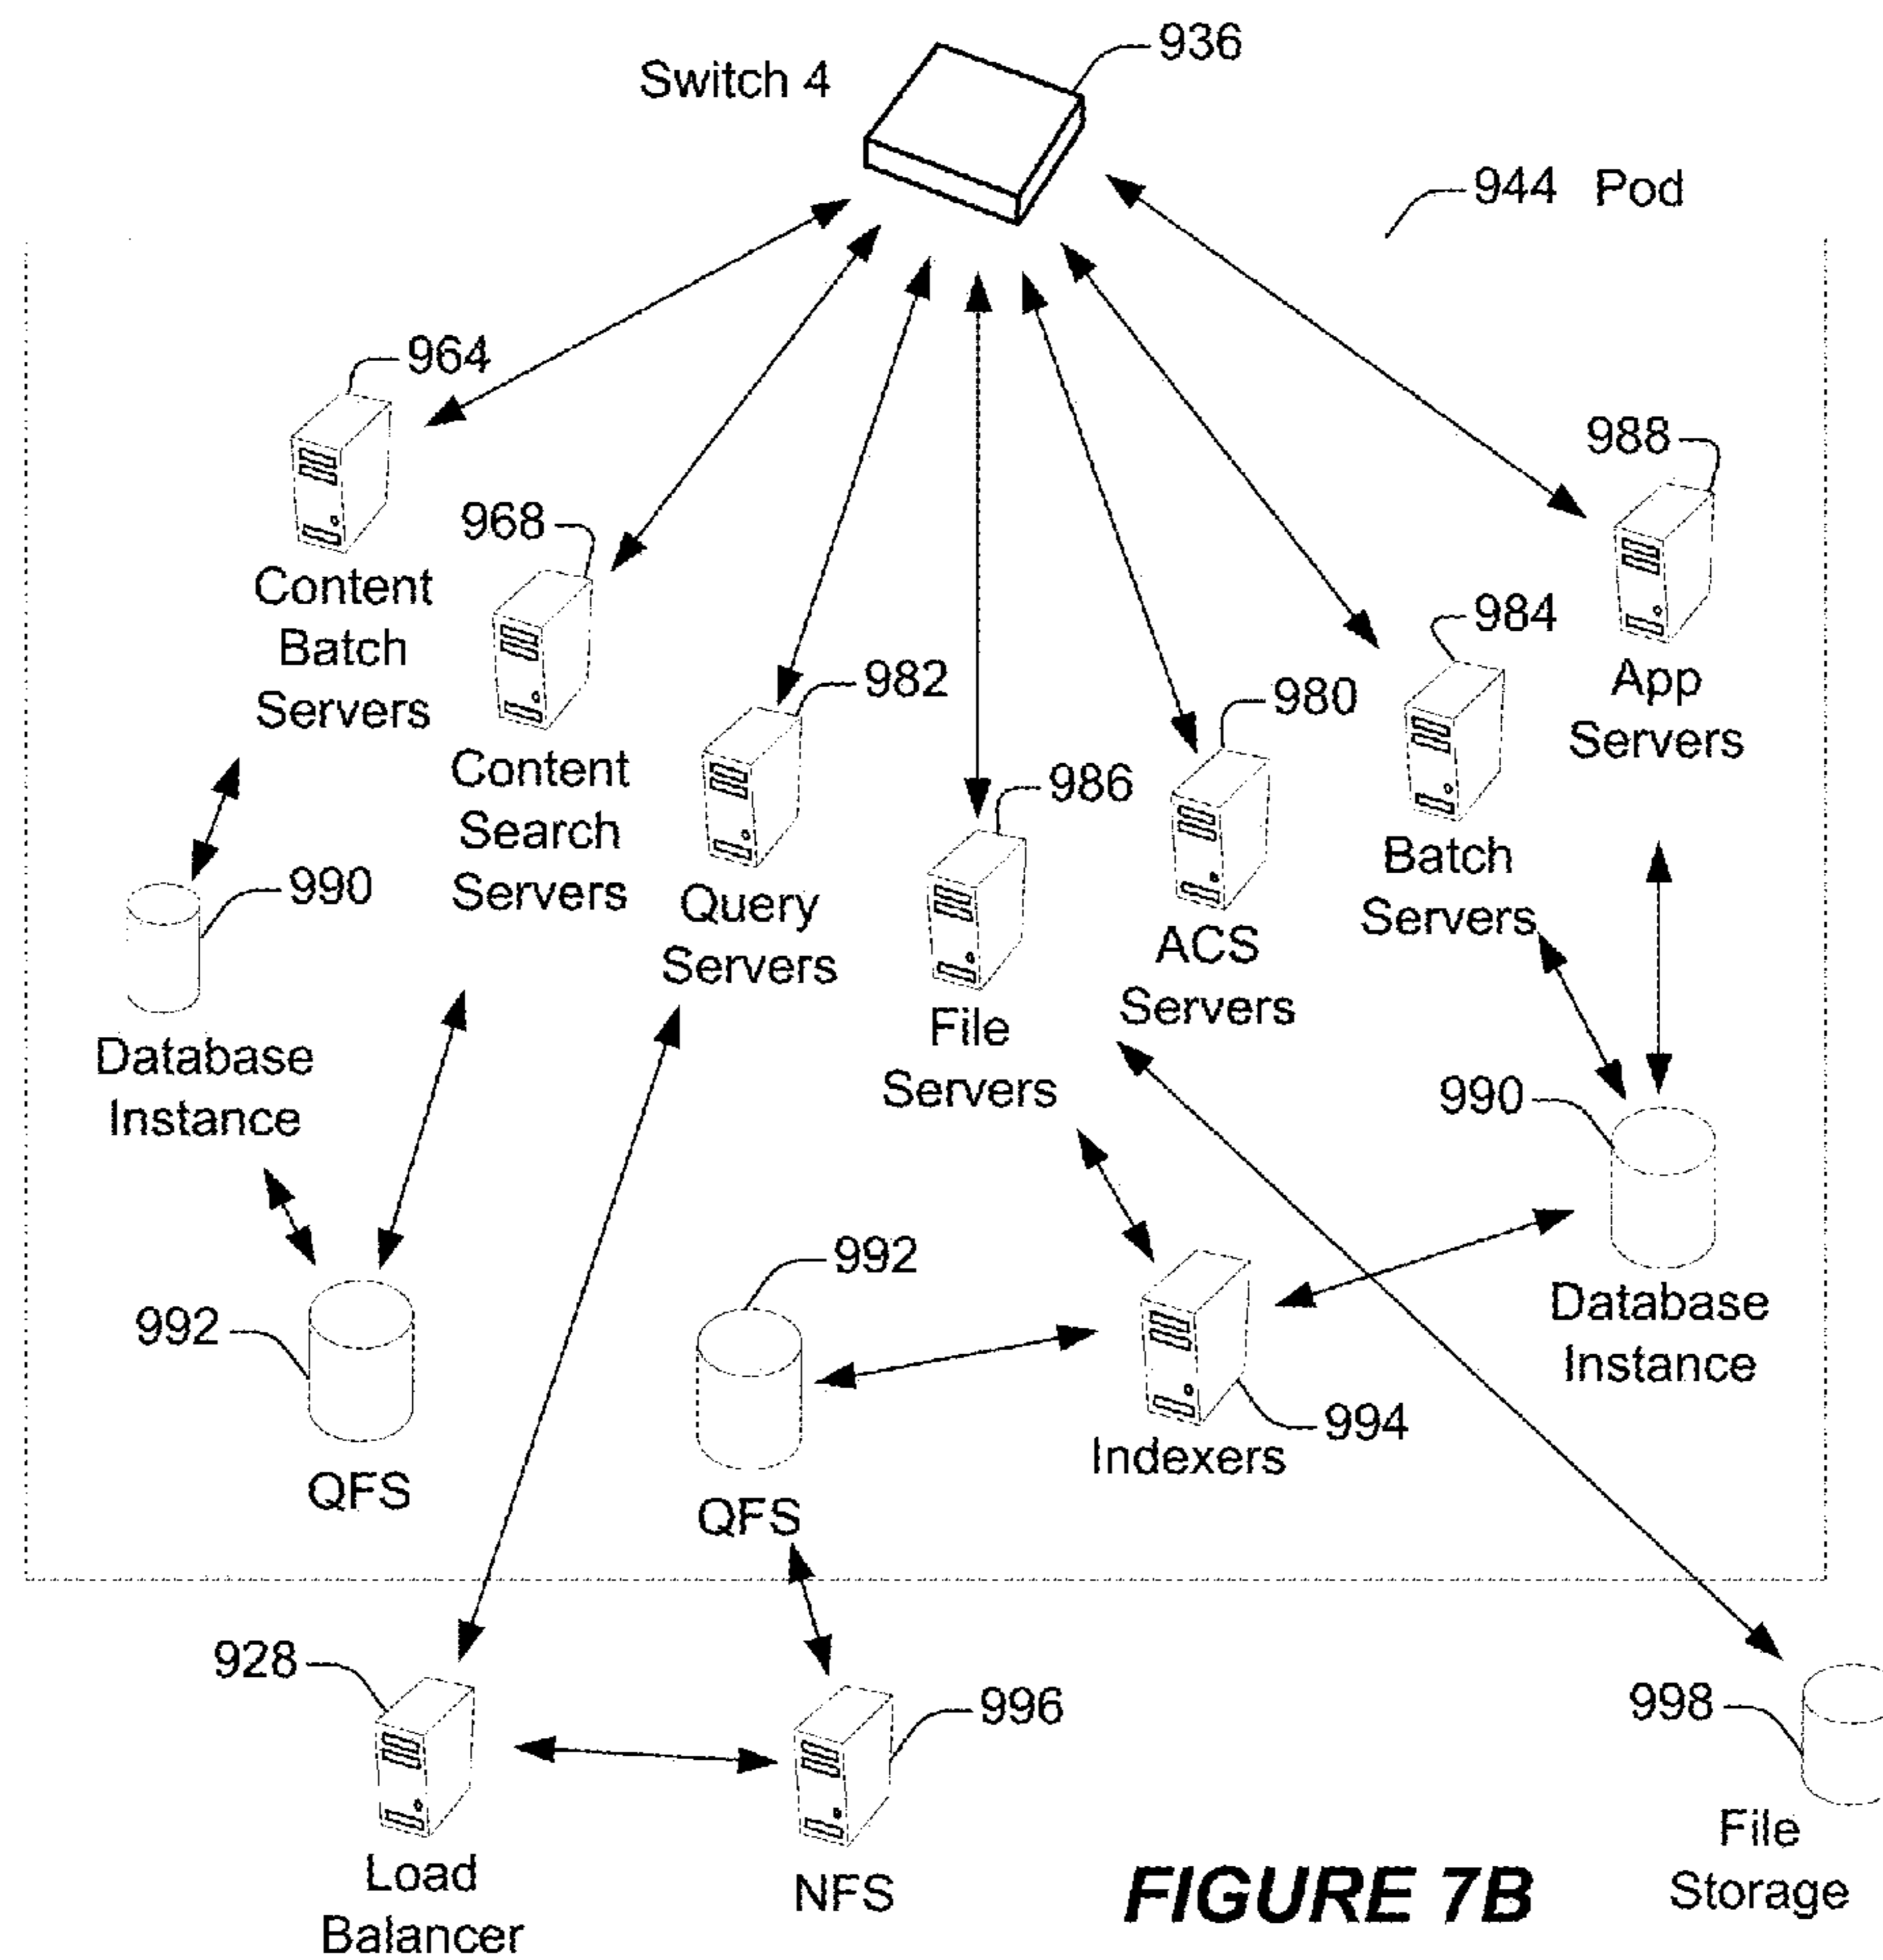 936
Switch 4
944 Pod
964
988
968
Content
Batch
Servers
984
982
980
App
Servers
Content
Search
Servers
986
Batch
Servers
990
Query
Servers
ACS
Servers
File
Servers
Database
Instance
990
992
992
Database
Instance
994
Indexers
QFS
QFS
928
996
998
Load
Balancer
NFS
File
Storage
FIGURE 7B